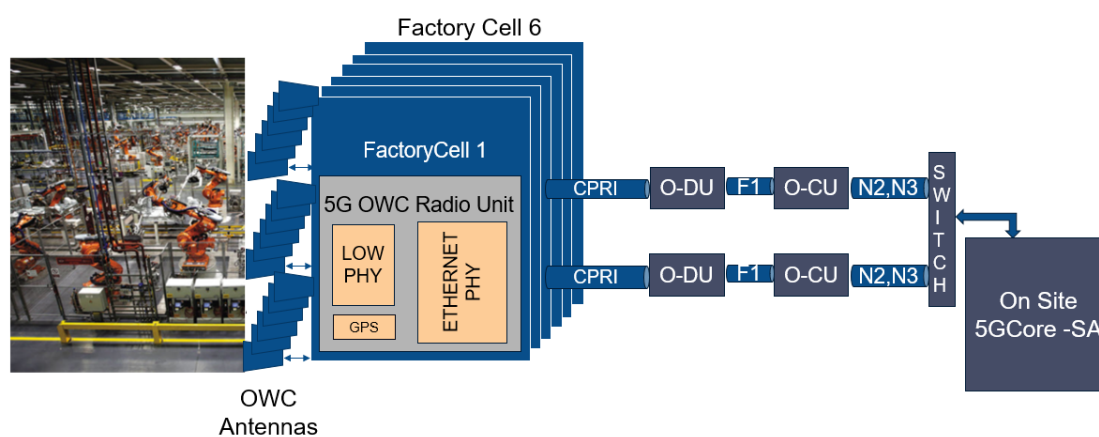 Factory Cell 6
FactoryCell 1
5G OWC Radio Unit
LOW
PHY
GPS
ETHERNET
PHY
OWC
Antennas
CPRI
O-DU
F1
O-CU
N2,N3
CPRI
O-DU
F1
O-CU
N2,N3
SWITCH
On Site
5GCore -SA